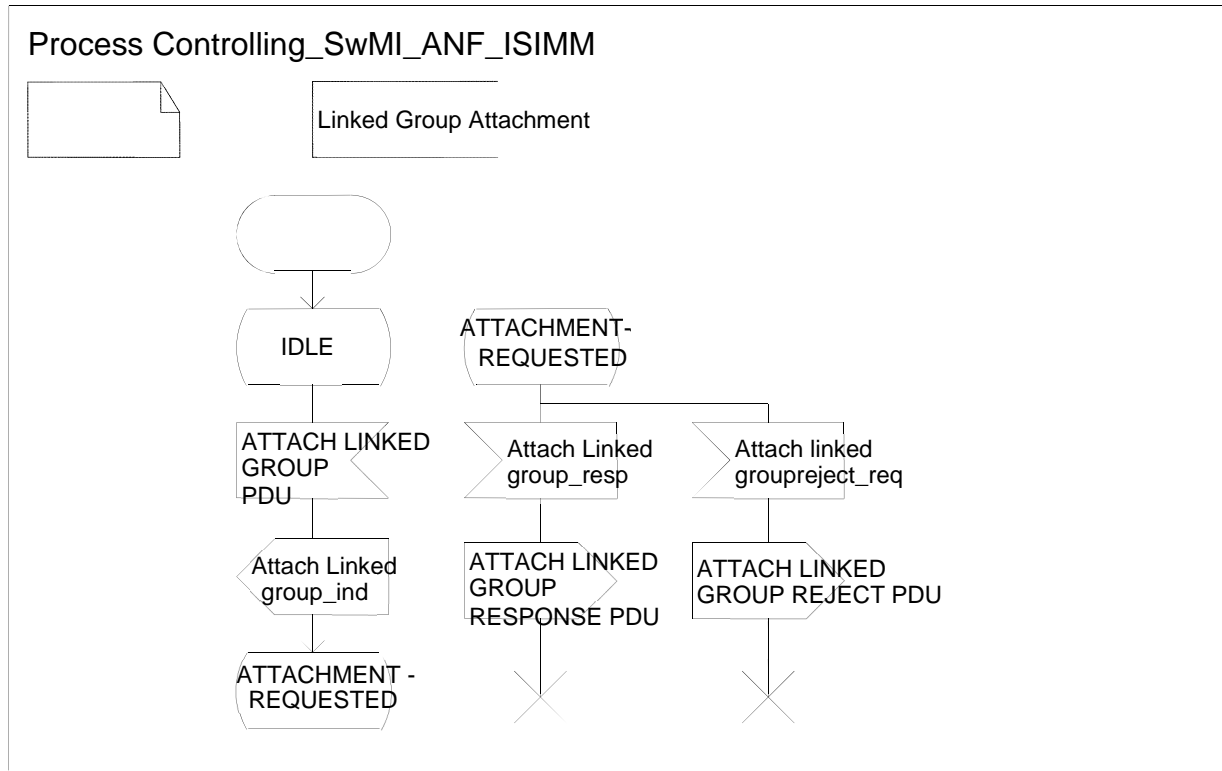 Process Controlling_SwMI_ANF_ISIMM
Linked Group Attachment
IDLE
ATTACH LINKED
GROUP
PDU
Attach Linked
group_ind
ATTACHMENT -
REQUESTED
ATTACHMENT-
REQUESTED
Attach Linked
group_resp
ATTACH LINKED
GROUP
RESPONSE PDU
Attach linked
groupreject_req
ATTACH LINKED
GROUP REJECT PDU